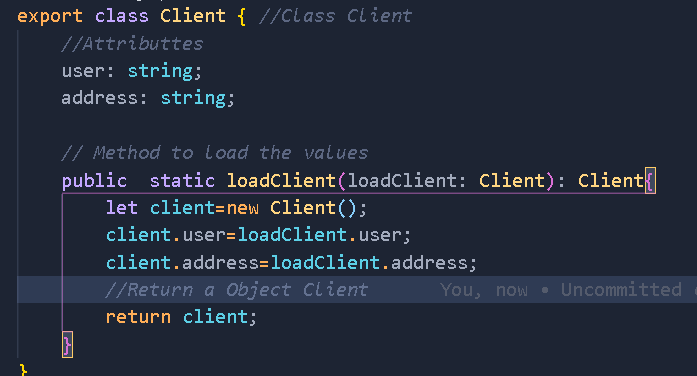 export class Client { //Class Client
//Attributtes
user: string;
address: string;
// Method to load the values
public  static loadClient(loadClient: Client): Client{
let client=new Client();
client.user=loadClient.user;
client.address=loadClient.address;
//Return a Object Client You, now • Uncommitted
return client;
}
}